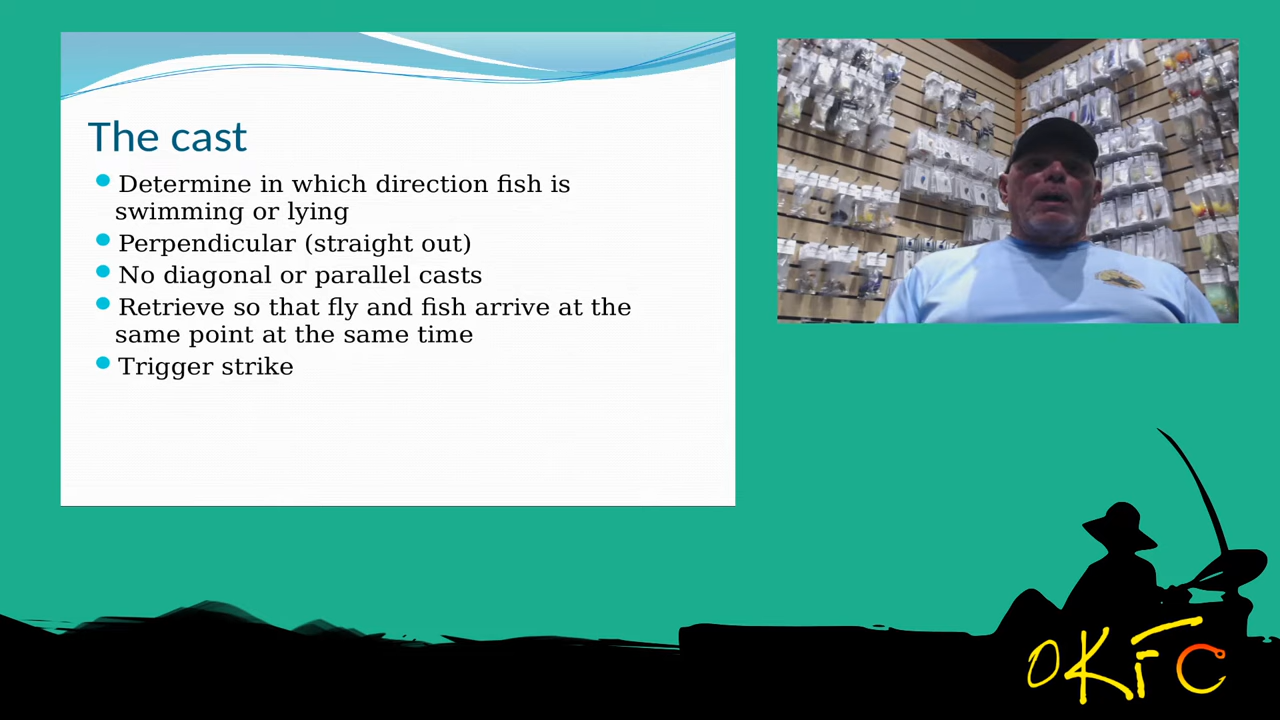 The cast
Determine in which direction fish is
swimming or lying
Perpendicular (straight out)
No diagonal or parallel casts
Retrieve so that fly and fish arrive at the
same point at the same time
Trigger strike
OKFC